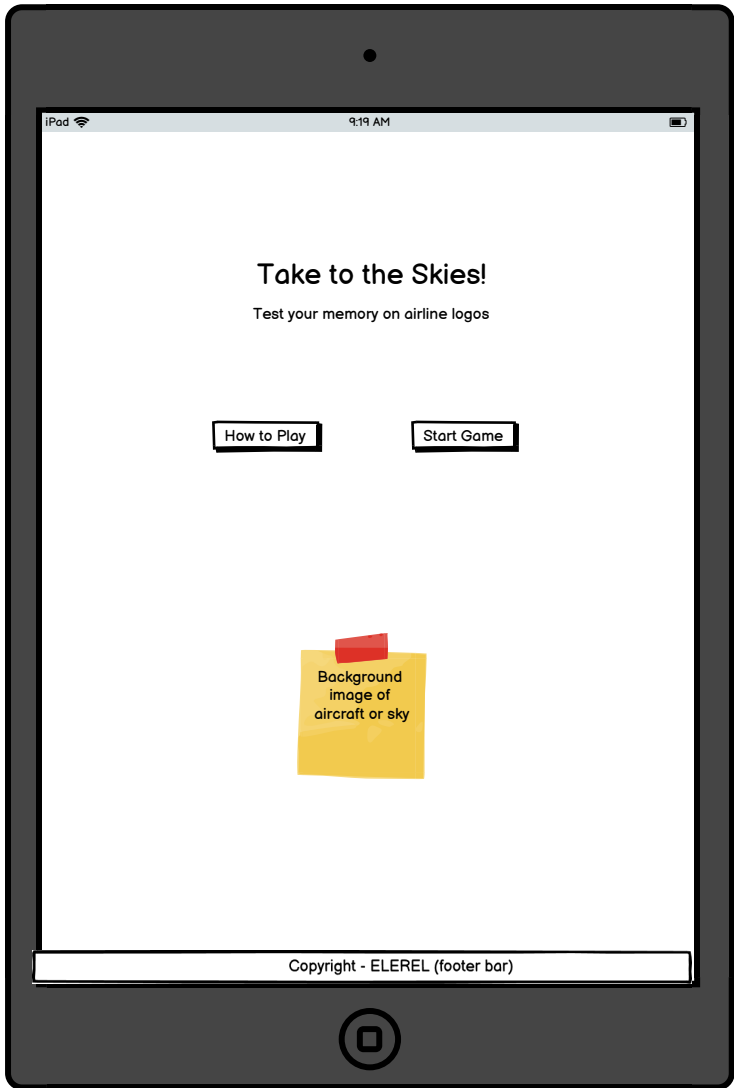 iPad
9:19 AM
Take to the Skies!
Test your memory on airline logos
How to Play
Start Game
Background
image of
aircraft or sky
Copyright - ELEREL (footer bar)